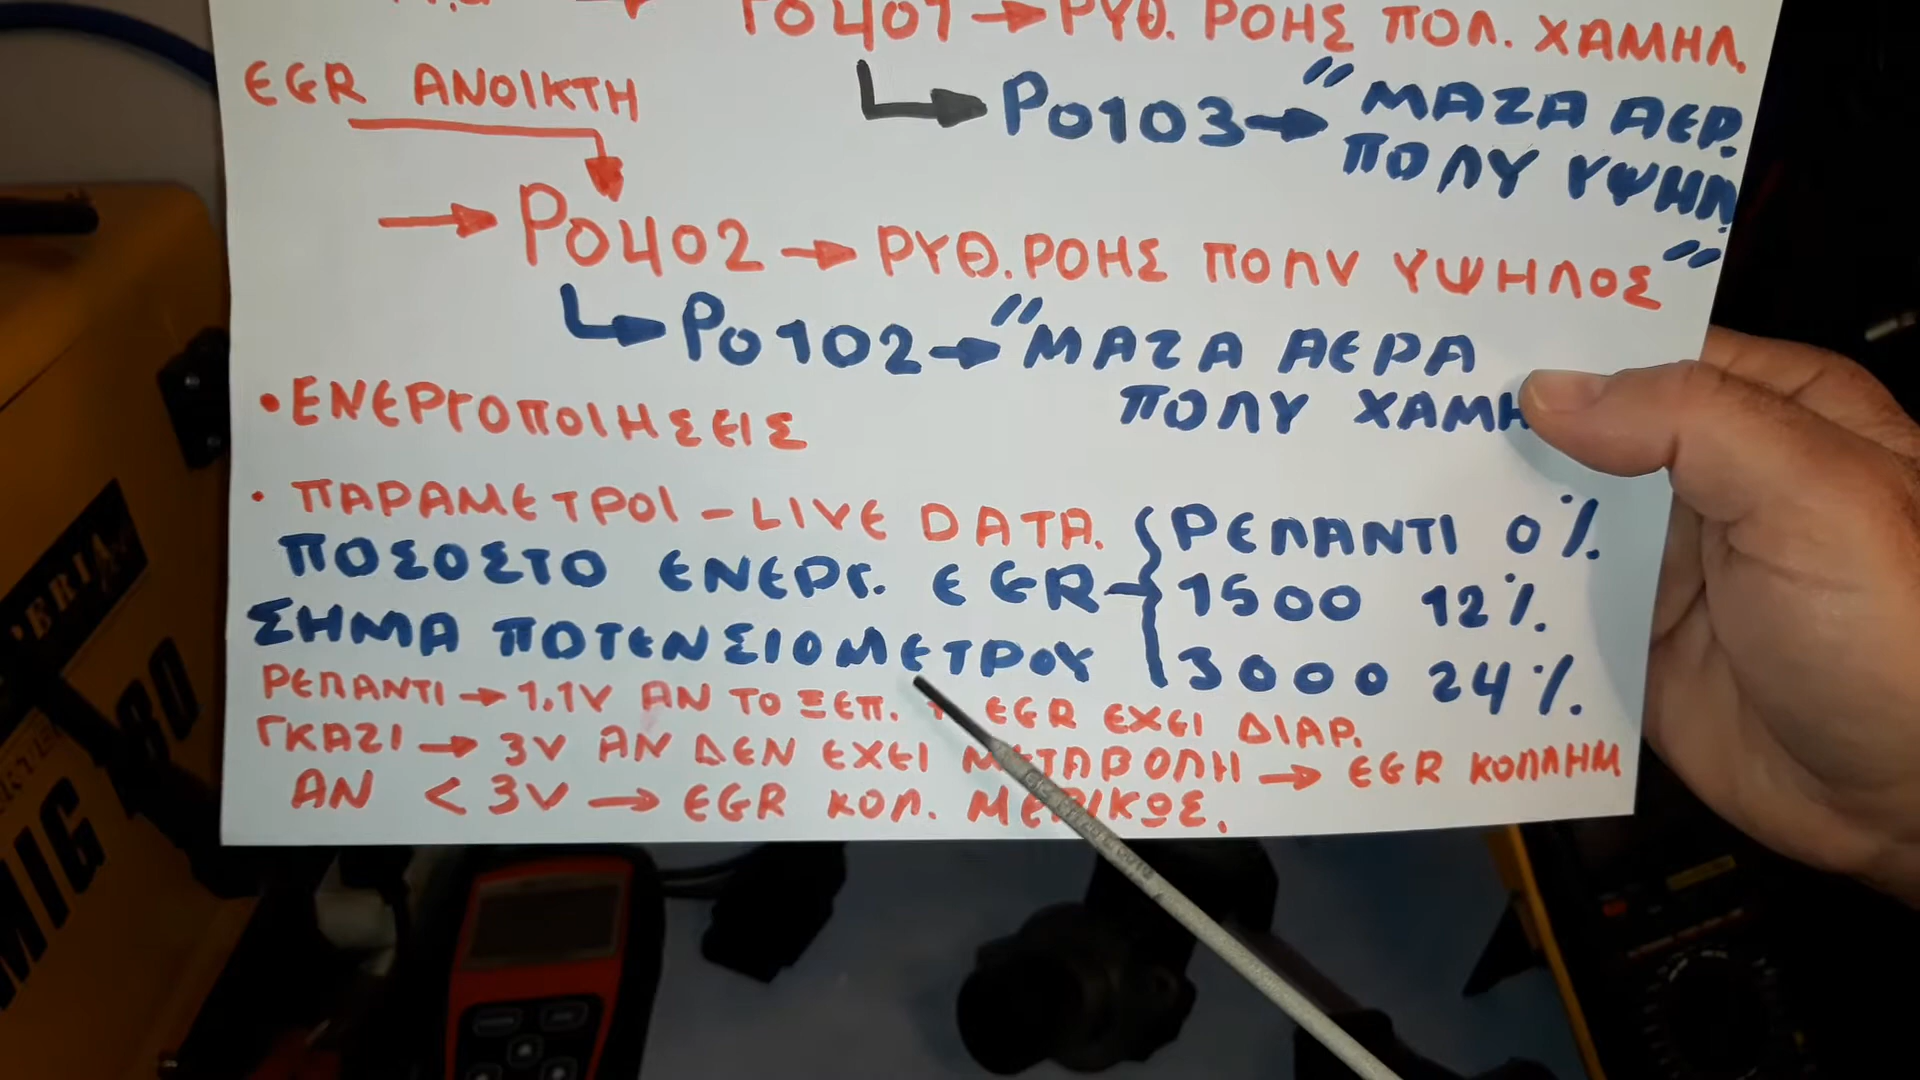 P0401 → ΡΥΘ. ΡΟΗΣ ΠΟΛ. ΧΑΜΗΛ.
EGR ΑΝΟΙΚΤΗ
P0103 → "ΜΑΖΑ ΑΕΡ.
ΠΟΛΥ ΥΨΗΛ
→ P0402 → ΡΥΘ. ΡΟΗΣ ΠΟΛΥ ΥΨΗΛΟΣ"
P0102 → "ΜΑΖΑ ΑΕΡΑ
ΠΟΛΥ ΧΑΜΗ
• ΕΝΕΡΓΟΠΟΙΗΣΕΙΣ
• ΠΑΡΑΜΕΤΡΟΙ - LIVE DATA.
ΠΟΣΟΣΤΟ ΕΝΕΡΓ. EGR
ΡΕΛΑΝΤΙ 0%
1500 12%
3000 24%
ΣΗΜΑ ΠΟΤΕΝΣΙΟΜΕΤΡΟΥ
ΡΕΛΑΝΤΙ → 1.1V ΑΝ ΤΟ ΞΕΠ. EGR ΕΧΕΙ ΔΙΑΡ.
ΓΚΑΖΙ → 3V ΑΝ ΔΕΝ ΕΧΕΙ ΜΕΤΑΒΟΛΗ → EGR ΚΟΛΛΗΜ
ΑΝ < 3V → EGR ΚΟΛ. ΜΕΡΙΚΩΣ.
MIG
80